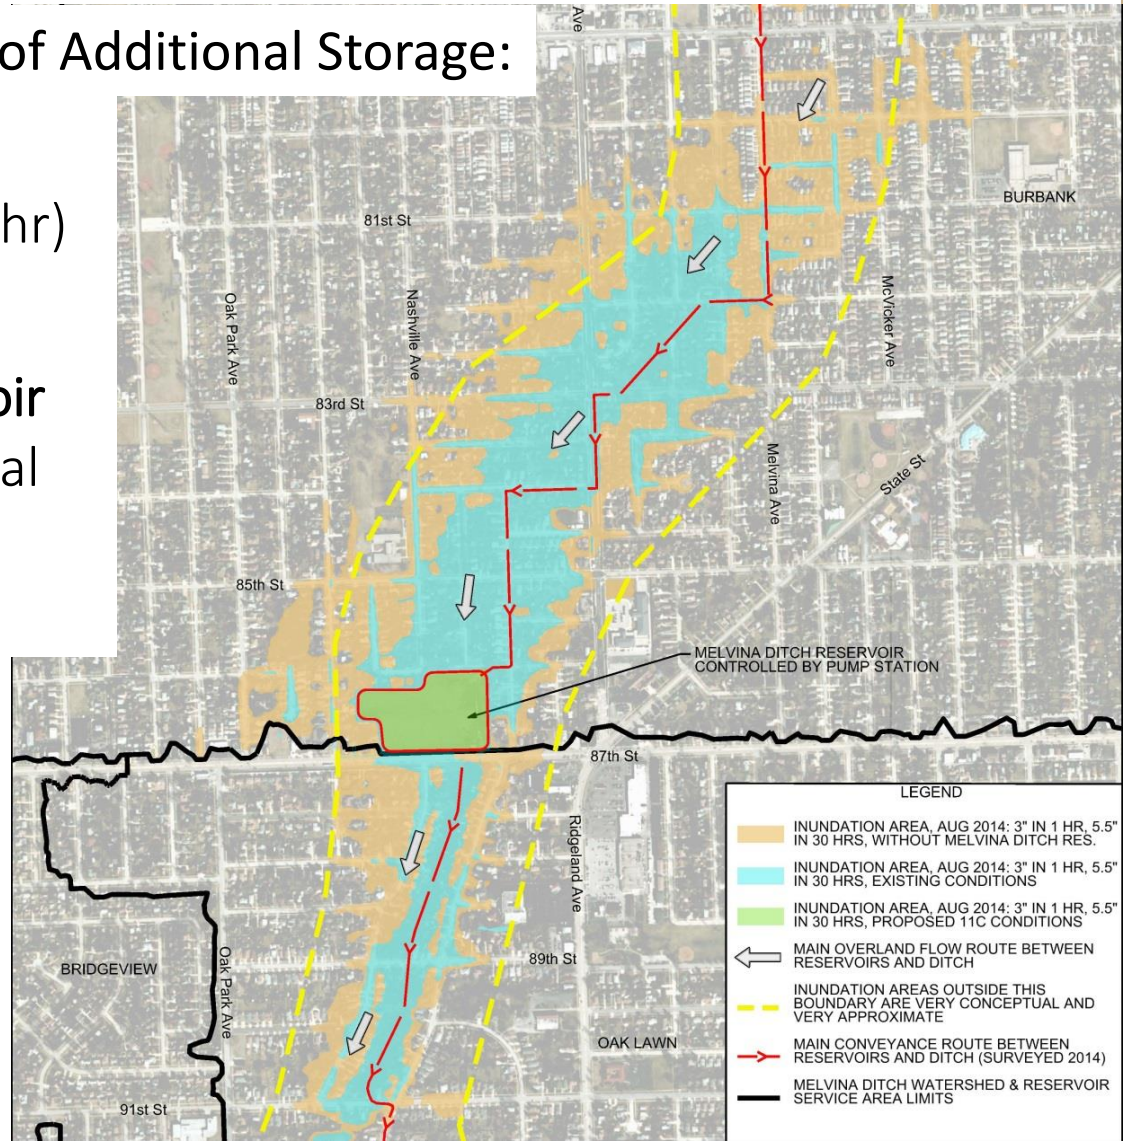 of Additional Storage:
Ave
hr)
BURBANK
81st St
Oak Park Ave
Nashville Ave
McVicker Ave
oir
83rd St
al
Melvina Ave
State St
85th St
MELVINA DITCH RESERVOIR
CONTROLLED BY PUMP STATION
87th St
LEGEND
INUNDATION AREA, AUG 2014: 3" IN 1 HR, 5.5"
IN 30 HRS, WITHOUT MELVINA DITCH RES.
INUNDATION AREA, AUG 2014: 3" IN 1 HR, 5.5"
IN 30 HRS, EXISTING CONDITIONS
INUNDATION AREA, AUG 2014: 3" IN 1 HR, 5.5"
IN 30 HRS, PROPOSED 11C CONDITIONS
MAIN OVERLAND FLOW ROUTE BETWEEN
RESERVOIRS AND DITCH
INUNDATION AREAS OUTSIDE THIS
BOUNDARY ARE VERY CONCEPTUAL AND
VERY APPROXIMATE
MAIN CONVEYANCE ROUTE BETWEEN
RESERVOIRS AND DITCH (SURVEYED 2014)
MELVINA DITCH WATERSHED & RESERVOIR
SERVICE AREA LIMITS
Ridgeland Ave
BRIDGEVIEW
Oak Park Ave
89th St
OAK LAWN
91st St